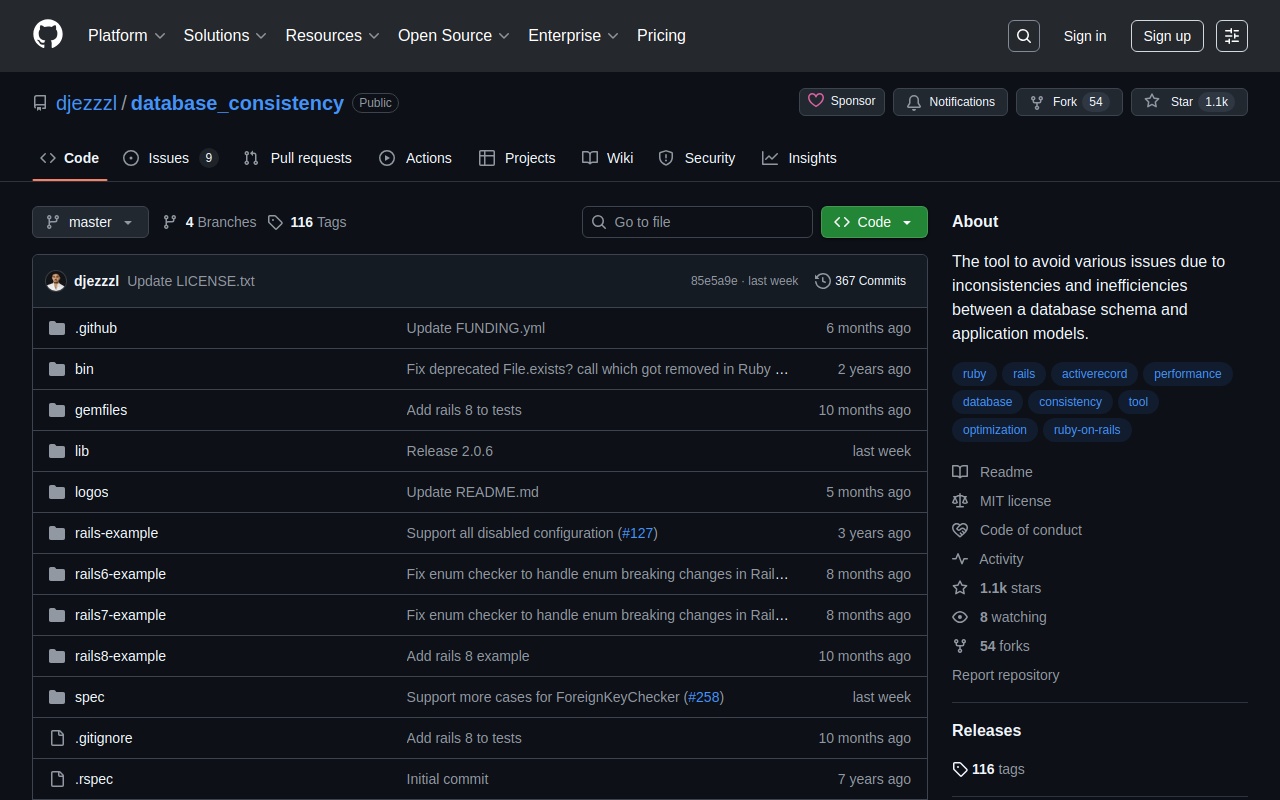 Platform Solutions Resources Open Source Enterprise Pricing Sign in Sign up
djezzzl / database_consistency Public Sponsor Notifications Fork 54 Star 1.1k
Code Issues 9 Pull requests Actions Projects Wiki Security Insights
master 4 Branches 116 Tags Go to file Code
djezzzl Update LICENSE.txt 85e5a9e · last week 367 Commits
.github Update FUNDING.yml 6 months ago
bin Fix deprecated File.exists? call which got removed in Ruby … 2 years ago
gemfiles Add rails 8 to tests 10 months ago
lib Release 2.0.6 last week
logos Update README.md 5 months ago
rails-example Support all disabled configuration (#127) 3 years ago
rails6-example Fix enum checker to handle enum breaking changes in Rail… 8 months ago
rails7-example Fix enum checker to handle enum breaking changes in Rail… 8 months ago
rails8-example Add rails 8 example 10 months ago
spec Support more cases for ForeignKeyChecker (#258) last week
.gitignore Add rails 8 to tests 10 months ago
.rspec Initial commit 7 years ago
About
The tool to avoid various issues due to
inconsistencies and inefficiencies
between a database schema and
application models.
ruby rails activerecord performance
database consistency tool
optimization ruby-on-rails
Readme
MIT license
Code of conduct
Activity
1.1k stars
8 watching
54 forks
Report repository
Releases
116 tags